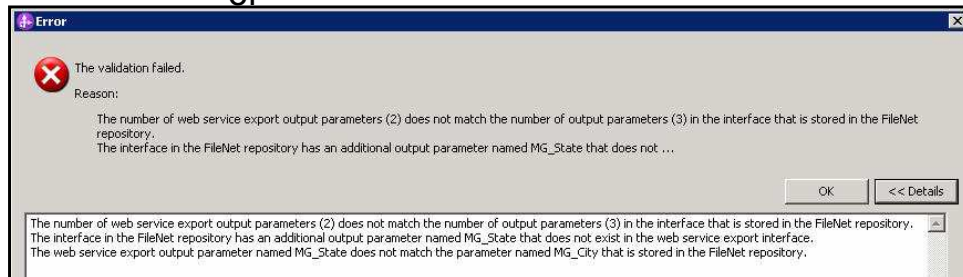 Error
The validation failed.
Reason:
The number of web service export output parameters (2) does not match the number of output parameters (3) in the interface that is stored in the FileNet
repository.
The interface in the FileNet repository has an additional output parameter named MG_State that does not ...
OK
<< Details
The number of web service export output parameters (2) does not match the number of output parameters (3) in the interface that is stored in the FileNet repository.
The interface in the FileNet repository has an additional output parameter named MG_State that does not exist in the web service export interface.
The web service export output parameter named MG_State does not match the parameter named MG_City that is stored in the FileNet repository.